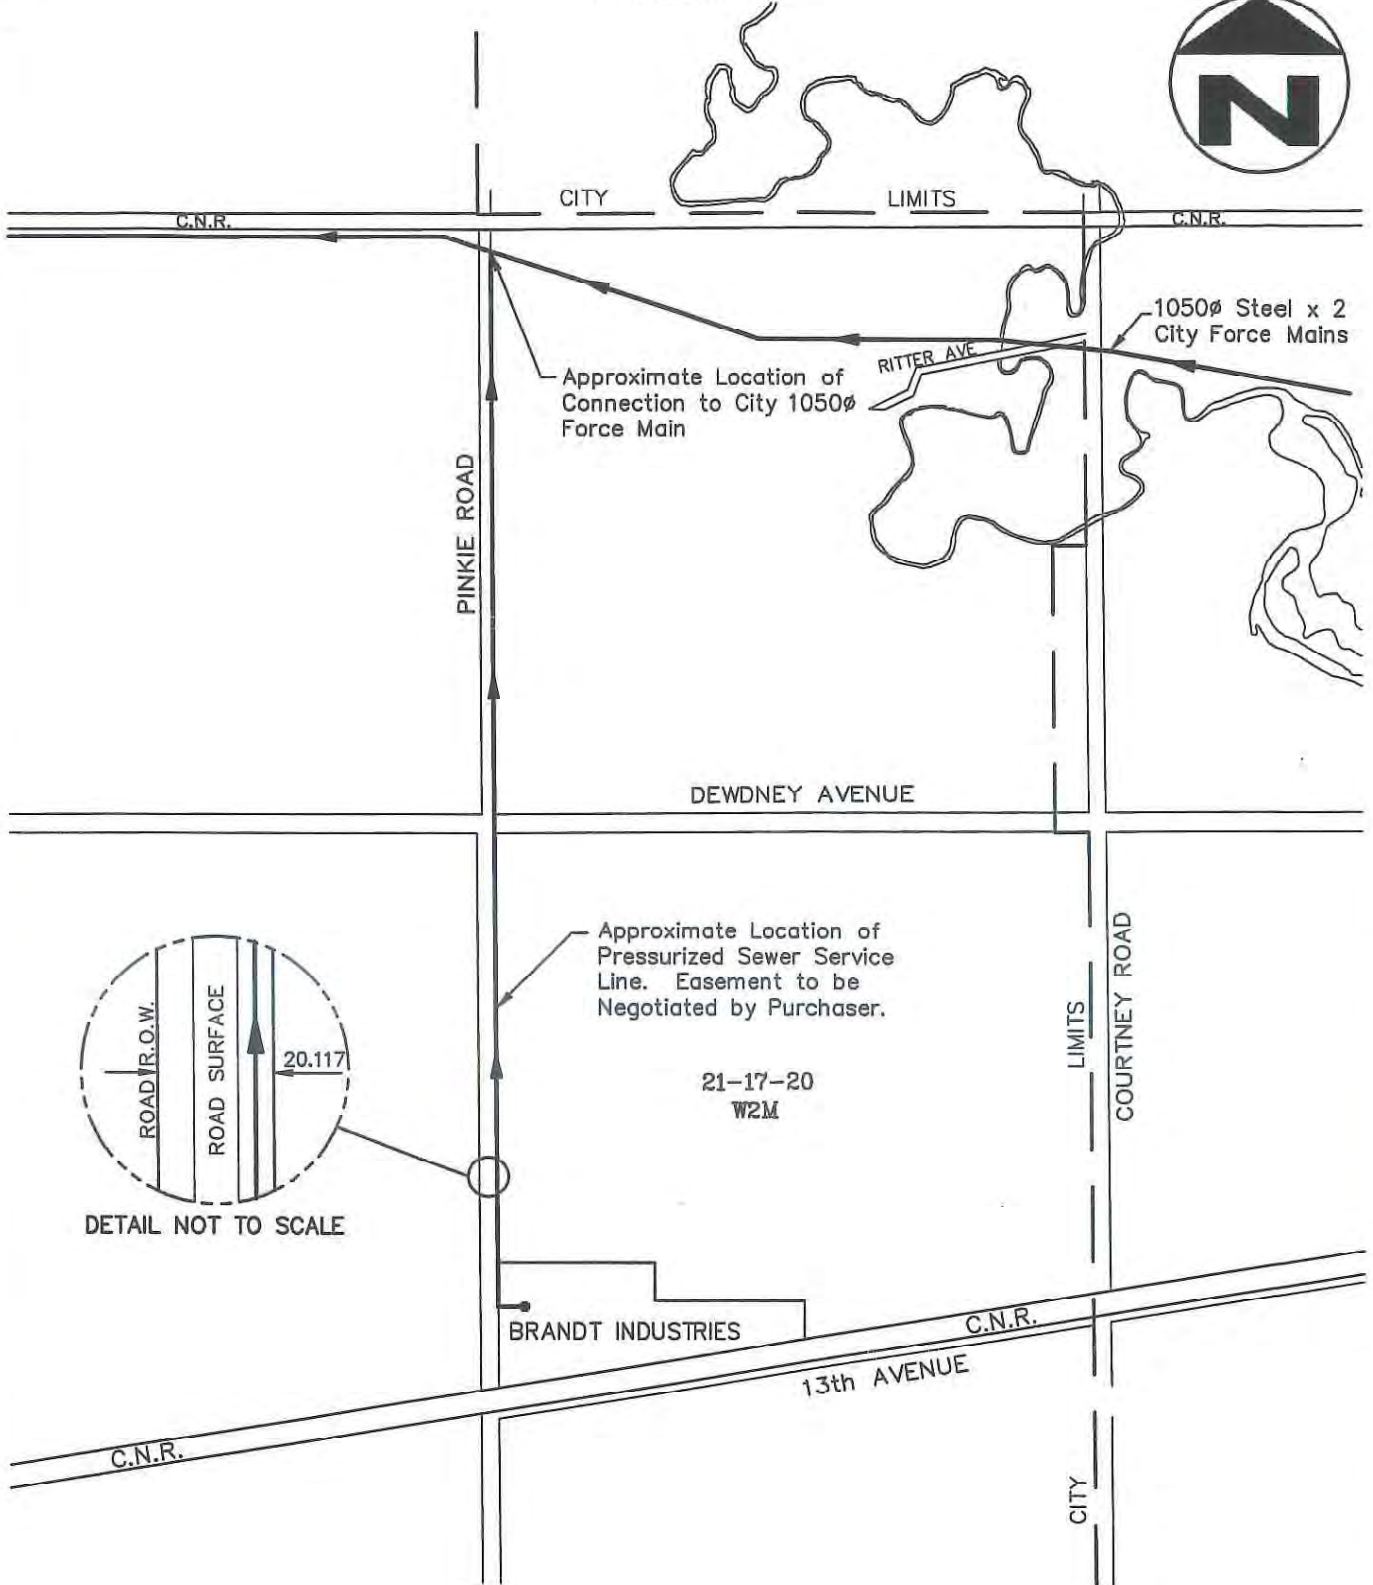 N
CITY LIMITS
C.N.R.
C.N.R.
1050ø Steel x 2
City Force Mains
RITTER AVE
Approximate Location of
Connection to City 1050ø
Force Main
PINKIE ROAD
DEWDNEY AVENUE
Approximate Location of
Pressurized Sewer Service
Line. Easement to be
Negotiated by Purchaser.
21-17-20
W2M
LIMITS
COURTNEY ROAD
ROAD R.O.W.
ROAD SURFACE
20.117
DETAIL NOT TO SCALE
BRANDT INDUSTRIES
C.N.R.
13th AVENUE
C.N.R.
CITY